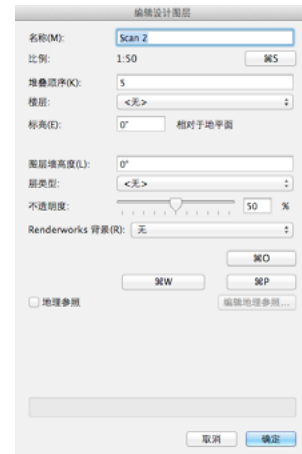 编辑设计图层
名称(M): Scan 2
比例: 1:50 ⌘S
堆叠顺序(K): 5
楼层: <无>
标高(E): 0" 相对于地平面
图层墙高度(L): 0"
层类型: <无>
不透明度: 50 %
Renderworks 背景(R): 无
⌘O
⌘W ⌘P
地理参照 编辑地理参照...
取消 确定